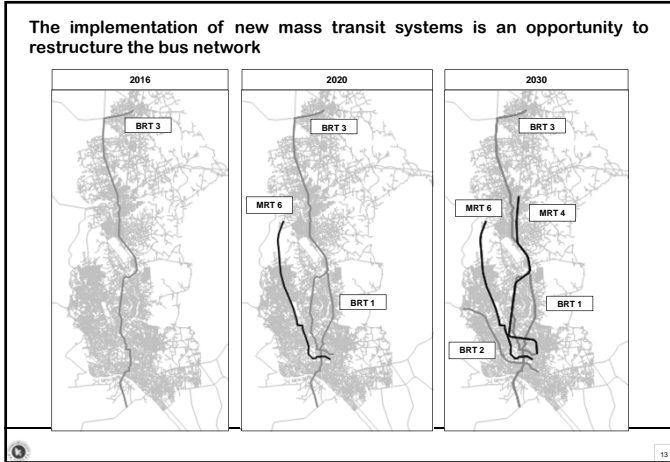 The implementation of new mass transit systems is an opportunity to
restructure the bus network
2016
BRT 3
2020
BRT 3
MRT 6
BRT 1
2030
BRT 3
MRT 6
MRT 4
BRT 1
BRT 2
13